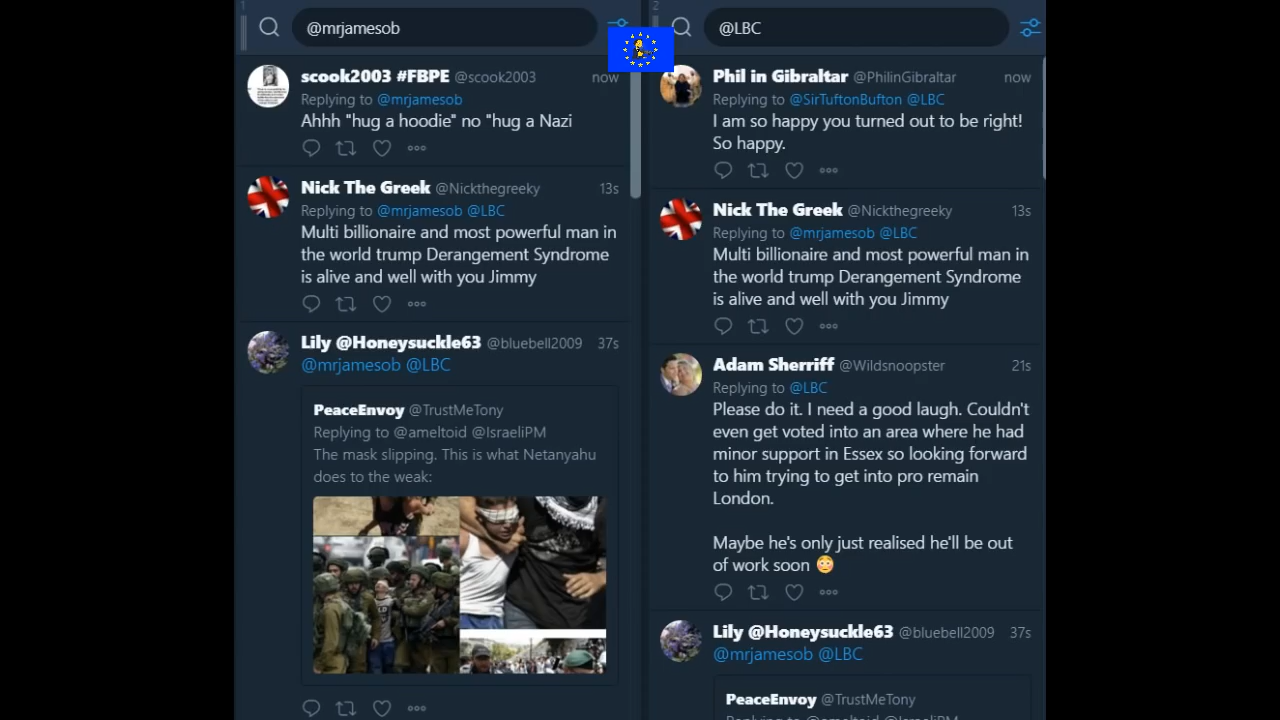 1
@mrjamesob
scook2003 #FBPE @scook2003 now
Replying to @mrjamesob
Ahhh "hug a hoodie" no "hug a Nazi
Nick The Greek @Nickthegreeky 13s
Replying to @mrjamesob @LBC
Multi billionaire and most powerful man in
the world trump Derangement Syndrome
is alive and well with you Jimmy
Lily @Honeysuckle63 @bluebell2009 37s
@mrjamesob @LBC
PeaceEnvoy @TrustMeTony
Replying to @ameltoid @IsraeliPM
The mask slipping. This is what Netanyahu
does to the weak:
2
@LBC
Phil in Gibraltar @PhilinGibraltar now
Replying to @SirTuftonBufton @LBC
I am so happy you turned out to be right!
So happy.
Nick The Greek @Nickthegreeky 13s
Replying to @mrjamesob @LBC
Multi billionaire and most powerful man in
the world trump Derangement Syndrome
is alive and well with you Jimmy
Adam Sherriff @Wildsnoopster 21s
Replying to @LBC
Please do it. I need a good laugh. Couldn't
even get voted into an area where he had
minor support in Essex so looking forward
to him trying to get into pro remain
London.
Maybe he's only just realised he'll be out
of work soon 😳
Lily @Honeysuckle63 @bluebell2009 37s
@mrjamesob @LBC
PeaceEnvoy @TrustMeTony
Replying to @ameltoid @IsraeliPM